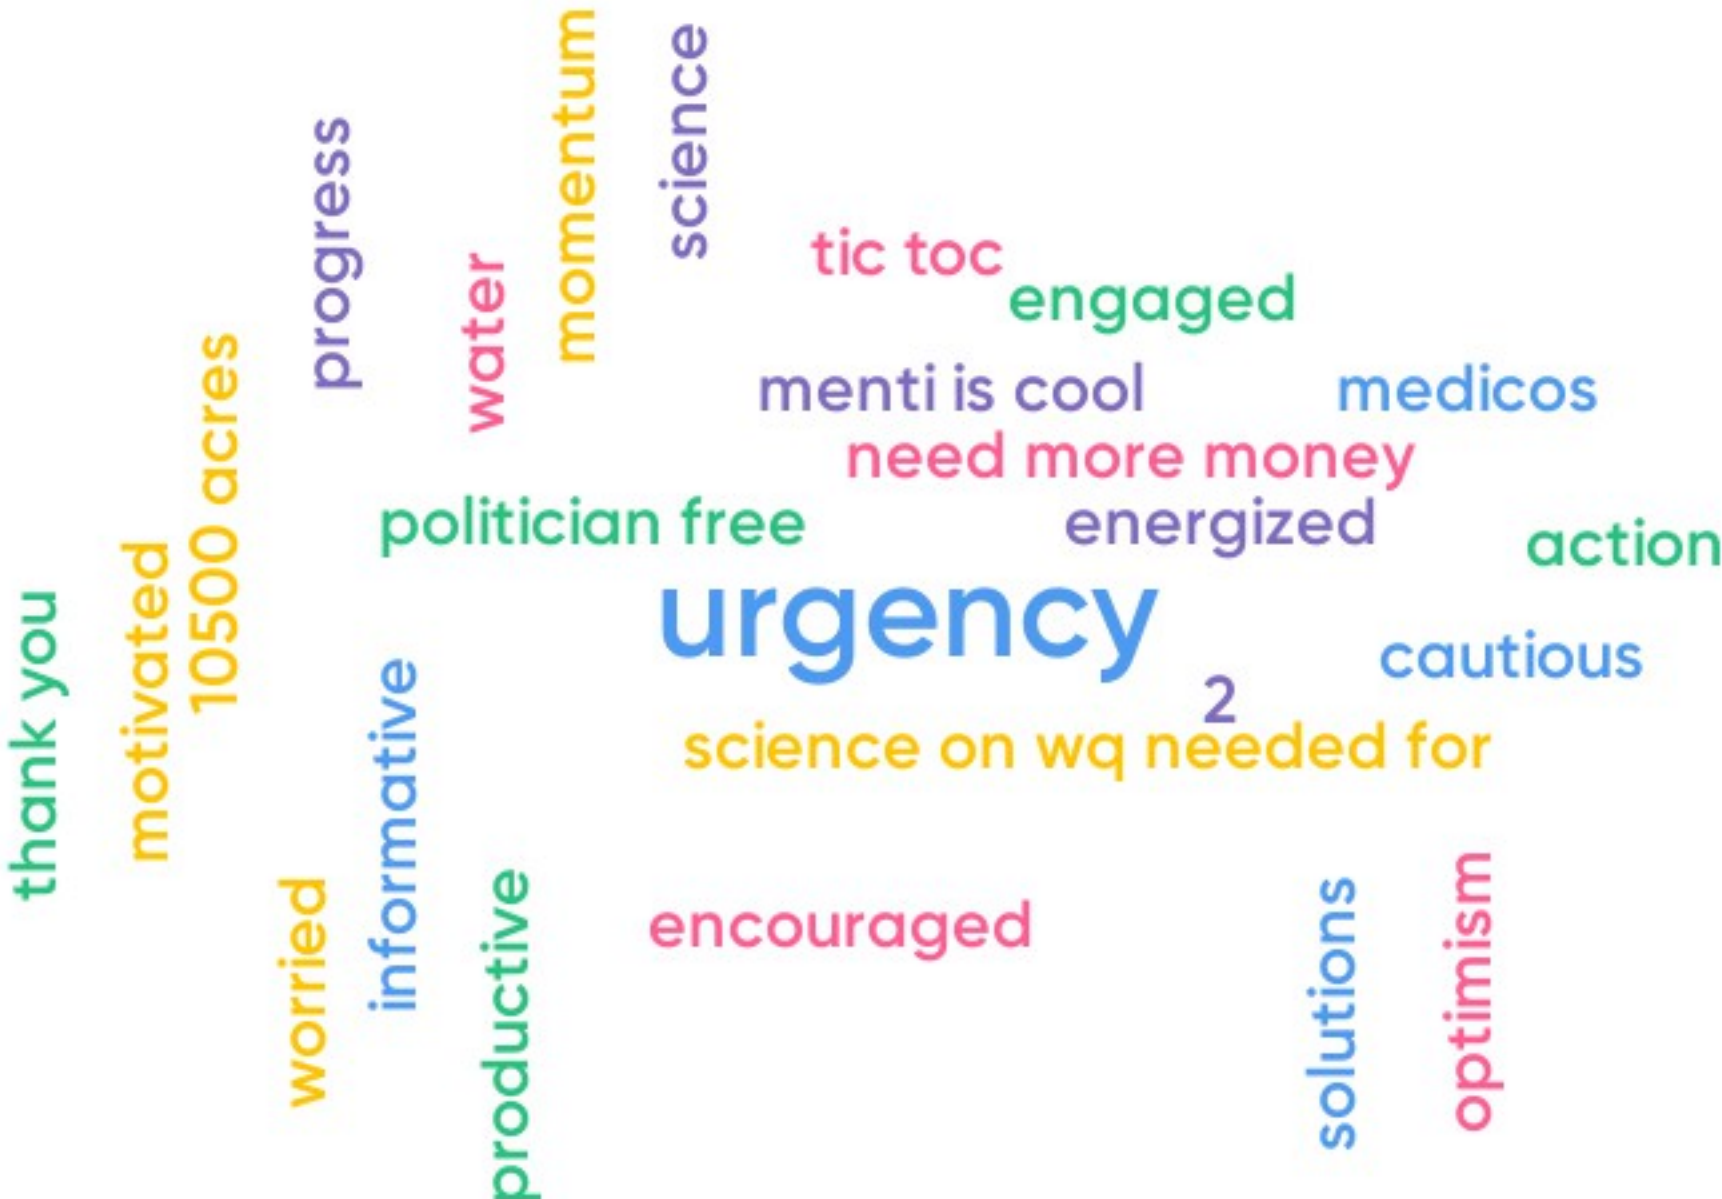 momentum
science
progress
water
tic toc
engaged
10500 acres
menti is cool
medicos
need more money
politician free
energized
action
motivated
thank you
urgency
cautious
2
informative
science on wq needed for
worried
productive
encouraged
solutions
optimism